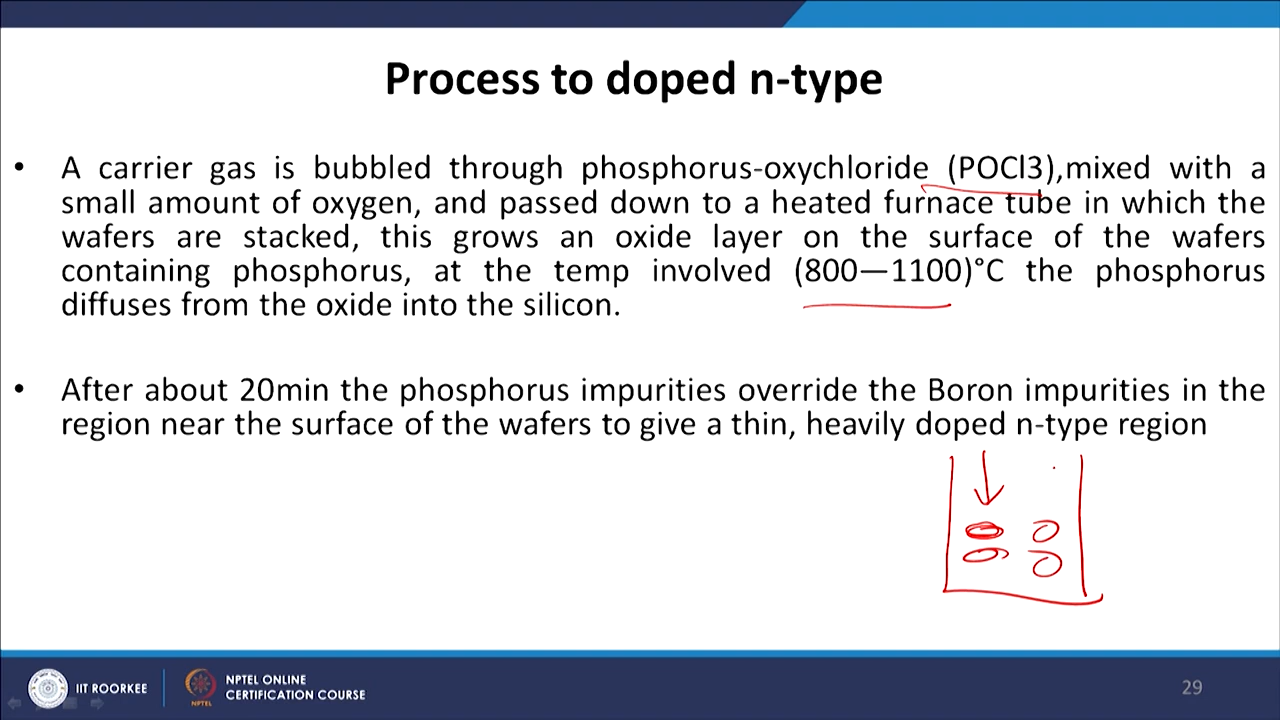 Process to doped n-type
• A carrier gas is bubbled through phosphorus-oxychloride (POCl3),mixed with a
small amount of oxygen, and passed down to a heated furnace tube in which the
wafers are stacked, this grows an oxide layer on the surface of the wafers
containing phosphorus, at the temp involved (800—1100)°C the phosphorus
diffuses from the oxide into the silicon.
• After about 20min the phosphorus impurities override the Boron impurities in the
region near the surface of the wafers to give a thin, heavily doped n-type region
IIT ROORKEE
NPTEL
NPTEL ONLINE
CERTIFICATION COURSE
29